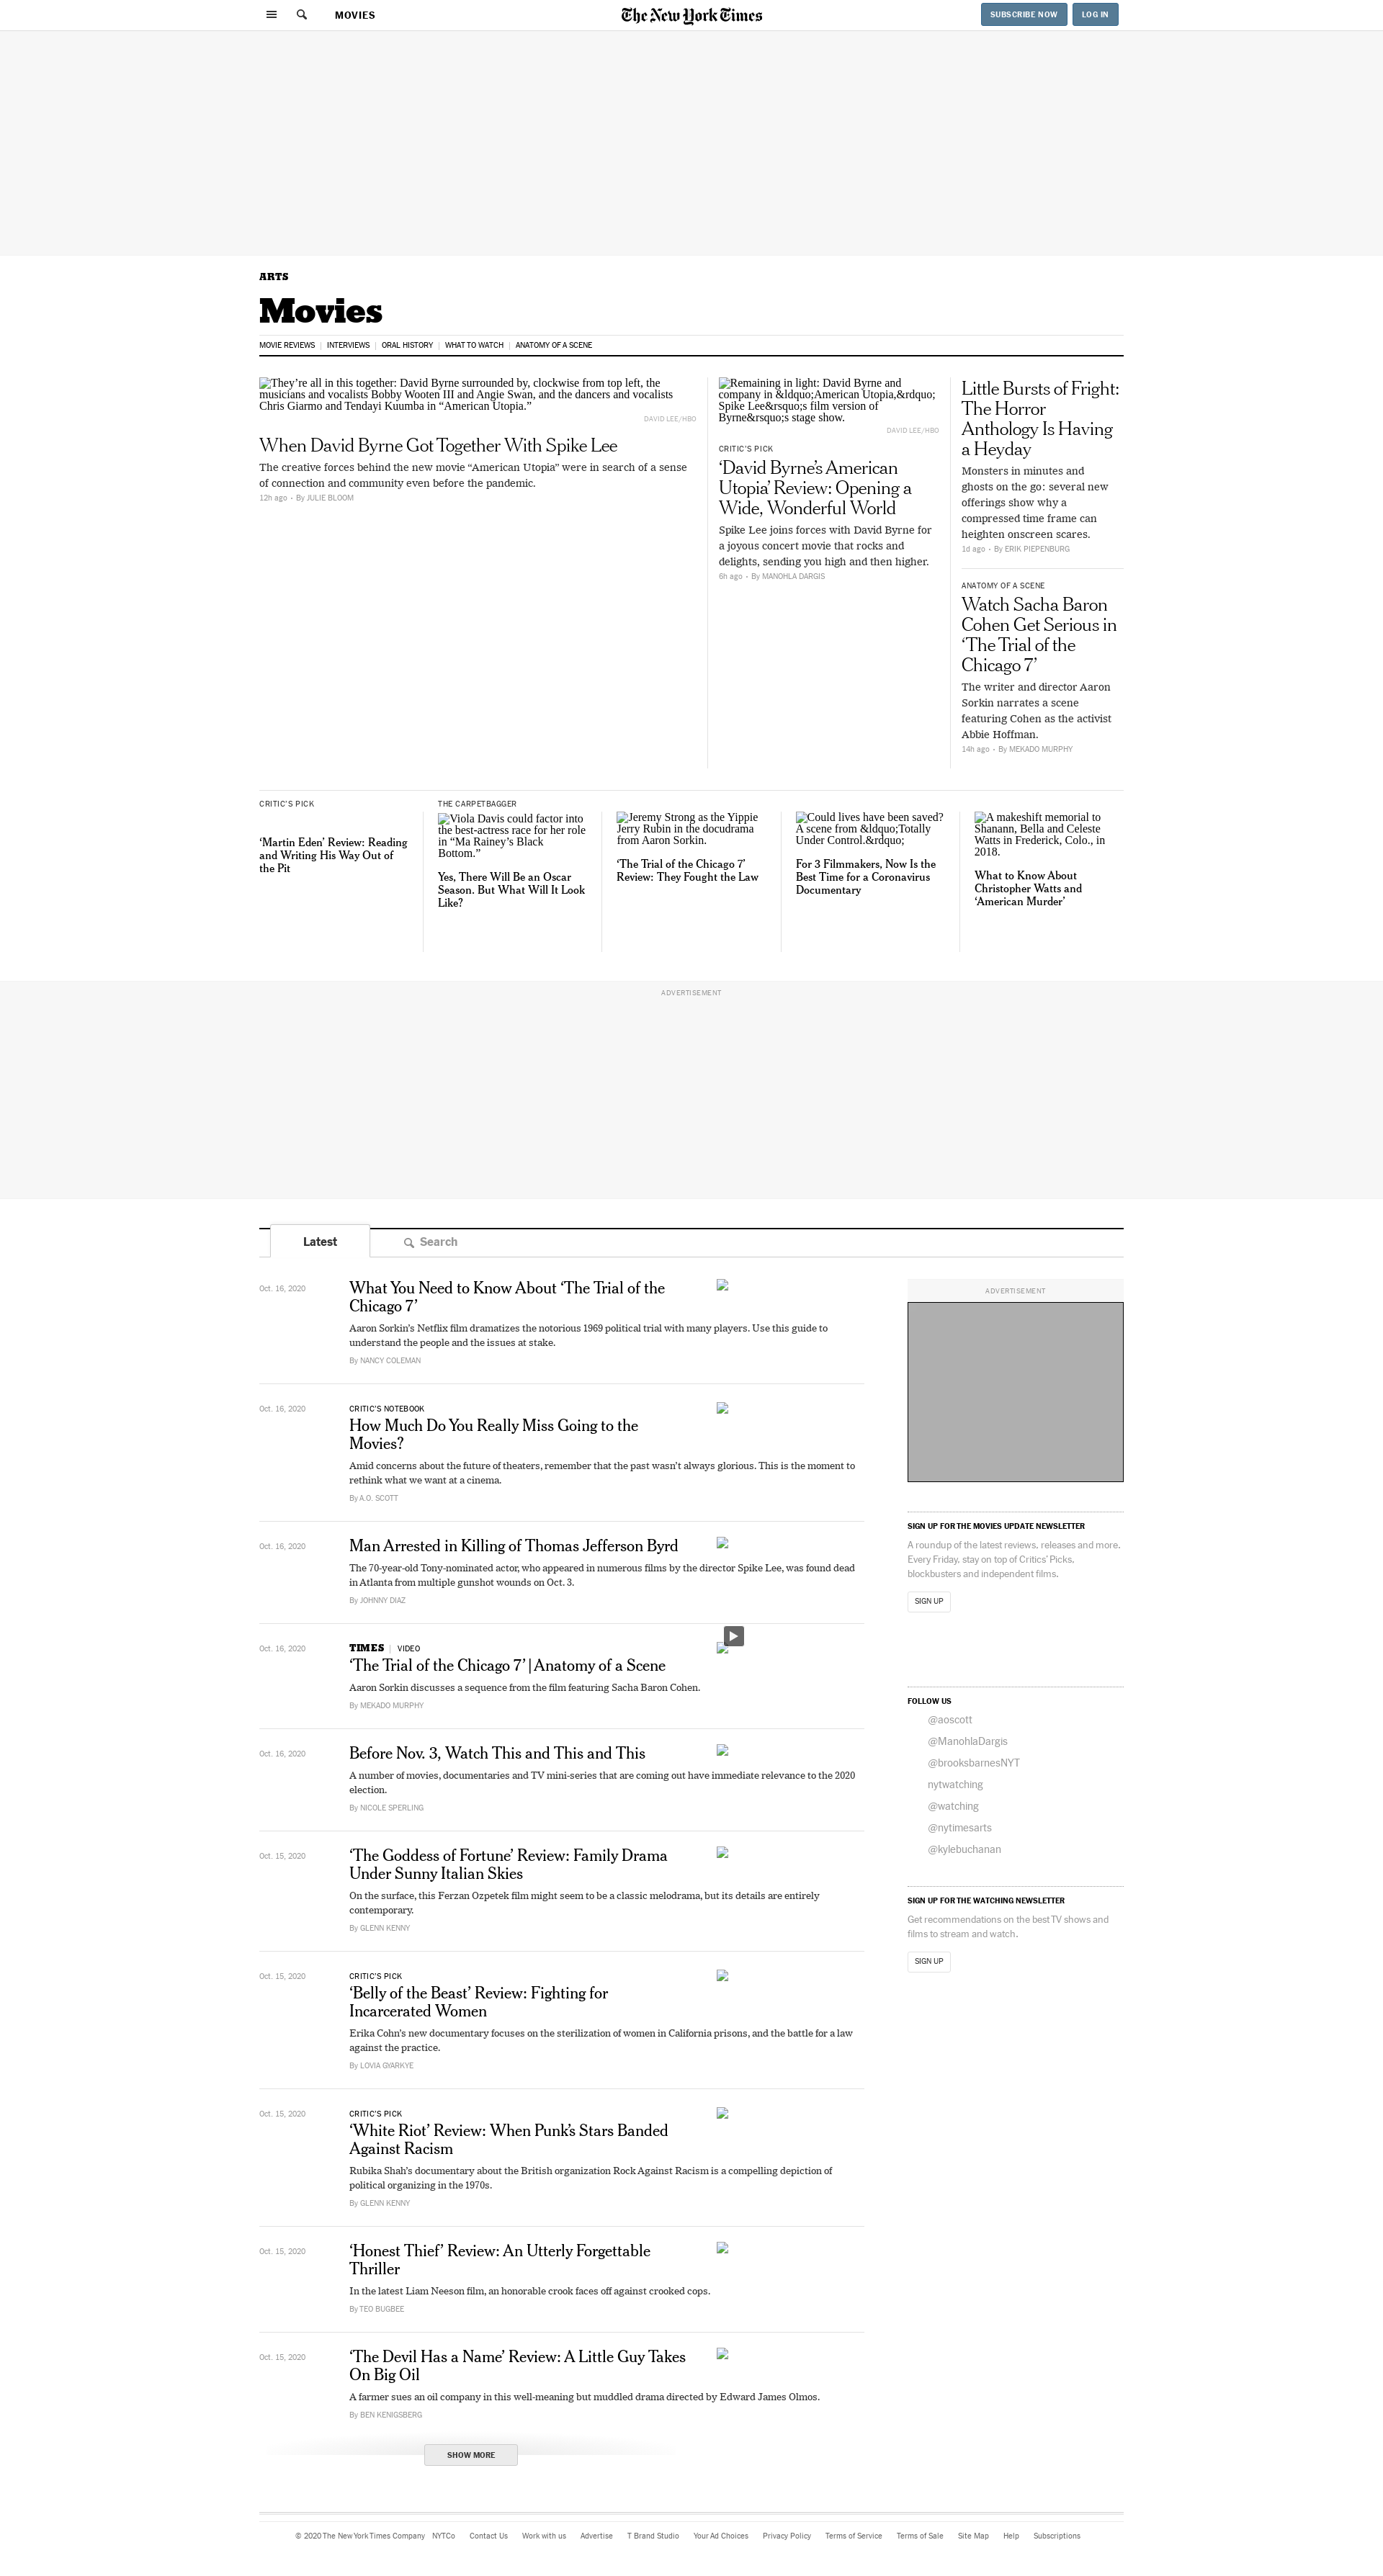 MOVIES
The New York Times
SUBSCRIBE NOW
LOG IN
ARTS
Movies
MOVIE REVIEWS | INTERVIEWS | ORAL HISTORY | WHAT TO WATCH | ANATOMY OF A SCENE
They’re all in this together: David Byrne surrounded by, clockwise from top left, the
musicians and vocalists Bobby Wooten III and Angie Swan, and the dancers and vocalists
Chris Giarmo and Tendayi Kuumba in “American Utopia.”
DAVID LEE/HBO
When David Byrne Got Together With Spike Lee
The creative forces behind the new movie “American Utopia” were in search of a sense
of connection and community even before the pandemic.
12h ago • By JULIE BLOOM
Remaining in light: David Byrne and
company in &ldquo;American Utopia,&rdquo;
Spike Lee&rsquo;s film version of
Byrne&rsquo;s stage show.
DAVID LEE/HBO
CRITIC’S PICK
‘David Byrne’s American
Utopia’ Review: Opening a
Wide, Wonderful World
Spike Lee joins forces with David Byrne for
a joyous concert movie that rocks and
delights, sending you high and then higher.
6h ago • By MANOHLA DARGIS
Little Bursts of Fright:
The Horror
Anthology Is Having
a Heyday
Monsters in minutes and
ghosts on the go: several new
offerings show why a
compressed time frame can
heighten onscreen scares.
1d ago • By ERIK PIEPENBURG
ANATOMY OF A SCENE
Watch Sacha Baron
Cohen Get Serious in
‘The Trial of the
Chicago 7’
The writer and director Aaron
Sorkin narrates a scene
featuring Cohen as the activist
Abbie Hoffman.
14h ago • By MEKADO MURPHY
CRITIC’S PICK
‘Martin Eden’ Review: Reading
and Writing His Way Out of
the Pit
THE CARPETBAGGER
Viola Davis could factor into
the best-actress race for her role
in “Ma Rainey’s Black
Bottom.”
Yes, There Will Be an Oscar
Season. But What Will It Look
Like?
Jeremy Strong as the Yippie
Jerry Rubin in the docudrama
from Aaron Sorkin.
‘The Trial of the Chicago 7’
Review: They Fought the Law
Could lives have been saved?
A scene from &ldquo;Totally
Under Control.&rdquo;
For 3 Filmmakers, Now Is the
Best Time for a Coronavirus
Documentary
A makeshift memorial to
Shanann, Bella and Celeste
Watts in Frederick, Colo., in
2018.
What to Know About
Christopher Watts and
‘American Murder’
ADVERTISEMENT
Latest
Search
Oct. 16, 2020
What You Need to Know About ‘The Trial of the
Chicago 7’
Aaron Sorkin’s Netflix film dramatizes the notorious 1969 political trial with many players. Use this guide to
understand the people and the issues at stake.
By NANCY COLEMAN
Oct. 16, 2020
CRITIC’S NOTEBOOK
How Much Do You Really Miss Going to the
Movies?
Amid concerns about the future of theaters, remember that the past wasn’t always glorious. This is the moment to
rethink what we want at a cinema.
By A.O. SCOTT
Oct. 16, 2020
Man Arrested in Killing of Thomas Jefferson Byrd
The 70-year-old Tony-nominated actor, who appeared in numerous films by the director Spike Lee, was found dead
in Atlanta from multiple gunshot wounds on Oct. 3.
By JOHNNY DIAZ
Oct. 16, 2020
TIMES | VIDEO
‘The Trial of the Chicago 7’ | Anatomy of a Scene
Aaron Sorkin discusses a sequence from the film featuring Sacha Baron Cohen.
By MEKADO MURPHY
Oct. 16, 2020
Before Nov. 3, Watch This and This and This
A number of movies, documentaries and TV mini-series that are coming out have immediate relevance to the 2020
election.
By NICOLE SPERLING
Oct. 15, 2020
‘The Goddess of Fortune’ Review: Family Drama
Under Sunny Italian Skies
On the surface, this Ferzan Ozpetek film might seem to be a classic melodrama, but its details are entirely
contemporary.
By GLENN KENNY
Oct. 15, 2020
CRITIC’S PICK
‘Belly of the Beast’ Review: Fighting for
Incarcerated Women
Erika Cohn’s new documentary focuses on the sterilization of women in California prisons, and the battle for a law
against the practice.
By LOVIA GYARKYE
Oct. 15, 2020
CRITIC’S PICK
‘White Riot’ Review: When Punk’s Stars Banded
Against Racism
Rubika Shah’s documentary about the British organization Rock Against Racism is a compelling depiction of
political organizing in the 1970s.
By GLENN KENNY
Oct. 15, 2020
‘Honest Thief’ Review: An Utterly Forgettable
Thriller
In the latest Liam Neeson film, an honorable crook faces off against crooked cops.
By TEO BUGBEE
Oct. 15, 2020
‘The Devil Has a Name’ Review: A Little Guy Takes
On Big Oil
A farmer sues an oil company in this well-meaning but muddled drama directed by Edward James Olmos.
By BEN KENIGSBERG
SHOW MORE
ADVERTISEMENT
SIGN UP FOR THE MOVIES UPDATE NEWSLETTER
A roundup of the latest reviews, releases and more.
Every Friday, stay on top of Critics’ Picks,
blockbusters and independent films.
SIGN UP
FOLLOW US
@aoscott
@ManohlaDargis
@brooksbarnesNYT
nytwatching
@watching
@nytimesarts
@kylebuchanan
SIGN UP FOR THE WATCHING NEWSLETTER
Get recommendations on the best TV shows and
films to stream and watch.
SIGN UP
© 2020 The New York Times Company NYTCo Contact Us Work with us Advertise T Brand Studio Your Ad Choices Privacy Policy Terms of Service Terms of Sale Site Map Help Subscriptions